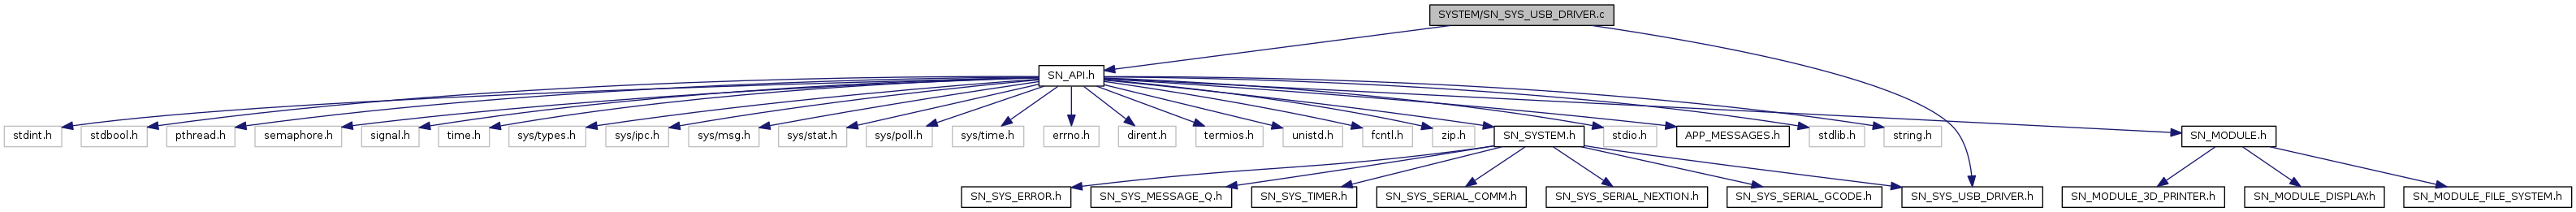 SYSTEM/SN_SYS_USB_DRIVER.c
SN_API.h
stdint.h
stdbool.h
pthread.h
semaphore.h
signal.h
time.h
sys/types.h
sys/ipc.h
sys/msg.h
sys/stat.h
sys/poll.h
sys/time.h
errno.h
dirent.h
termios.h
unistd.h
fcntl.h
zip.h
SN_SYSTEM.h
stdio.h
APP_MESSAGES.h
stdlib.h
string.h
SN_MODULE.h
SN_SYS_ERROR.h
SN_SYS_MESSAGE_Q.h
SN_SYS_TIMER.h
SN_SYS_SERIAL_COMM.h
SN_SYS_SERIAL_NEXTION.h
SN_SYS_SERIAL_GCODE.h
SN_SYS_USB_DRIVER.h
SN_MODULE_3D_PRINTER.h
SN_MODULE_DISPLAY.h
SN_MODULE_FILE_SYSTEM.h